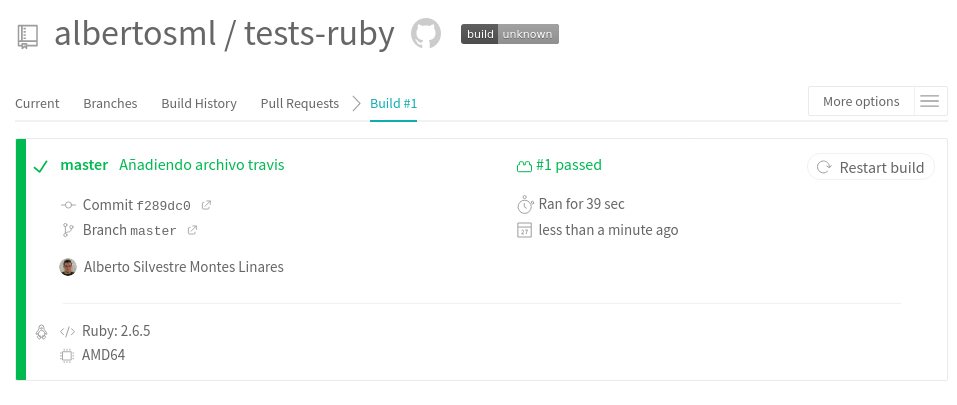 albertosml / tests-ruby build unknown
Current Branches Build History Pull Requests Build #1 More options
master Añadiendo archivo travis #1 passed Restart build
Commit f289dc0 Ran for 39 sec
Branch master less than a minute ago
Alberto Silvestre Montes Linares
Ruby: 2.6.5
AMD64